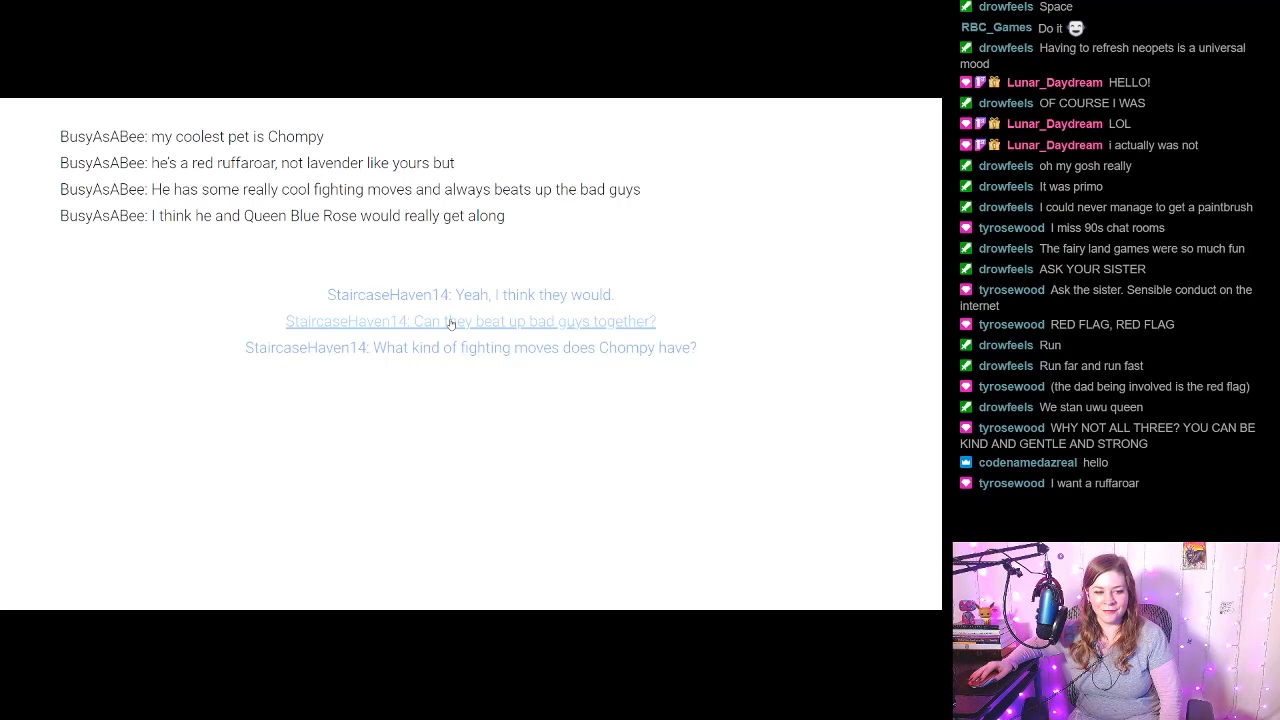 BusyAsABee: my coolest pet is Chompy
BusyAsABee: he's a red ruffaroar, not lavender like yours but
BusyAsABee: He has some really cool fighting moves and always beats up the bad guys
BusyAsABee: I think he and Queen Blue Rose would really get along
StaircaseHaven14: Yeah, I think they would.
StaircaseHaven14: Can they beat up bad guys together?
StaircaseHaven14: What kind of fighting moves does Chompy have?
drowfeels Space
RBC_Games Do it
drowfeels Having to refresh neopets is a universal
mood
Lunar_Daydream HELLO!
drowfeels OF COURSE I WAS
Lunar_Daydream LOL
Lunar_Daydream i actually was not
drowfeels oh my gosh really
drowfeels It was primo
drowfeels I could never manage to get a paintbrush
tyrosewood I miss 90s chat rooms
drowfeels The fairy land games were so much fun
drowfeels ASK YOUR SISTER
tyrosewood Ask the sister. Sensible conduct on the
internet
tyrosewood RED FLAG, RED FLAG
drowfeels Run
drowfeels Run far and run fast
tyrosewood (the dad being involved is the red flag)
drowfeels We stan uwu queen
tyrosewood WHY NOT ALL THREE? YOU CAN BE
KIND AND GENTLE AND STRONG
codenamedazreal hello
tyrosewood I want a ruffaroar